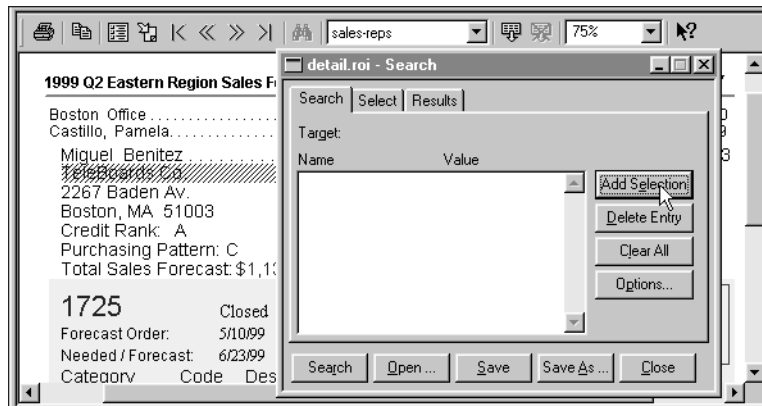 sales-reps 75%
detail.roi - Search
1999 Q2 Eastern Region Sales F
Search Select Results
Boston Office
Castillo, Pamela
Target:
Miguel Benitez
3
Name Value
TeleBoards Co.
Add Selection
2267 Baden Av.
Boston, MA 51003
Delete Entry
Credit Rank: A
Purchasing Pattern: C
Clear All
Total Sales Forecast: $1,1
Options...
1725 Closed
Forecast Order: 5/10/99
Needed / Forecast: 6/23/99
Category Code Des
Search Open ... Save Save As ... Close